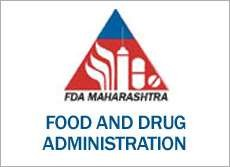 FDA MAHARASHTRA
FOOD AND DRUG
ADMINISTRATION